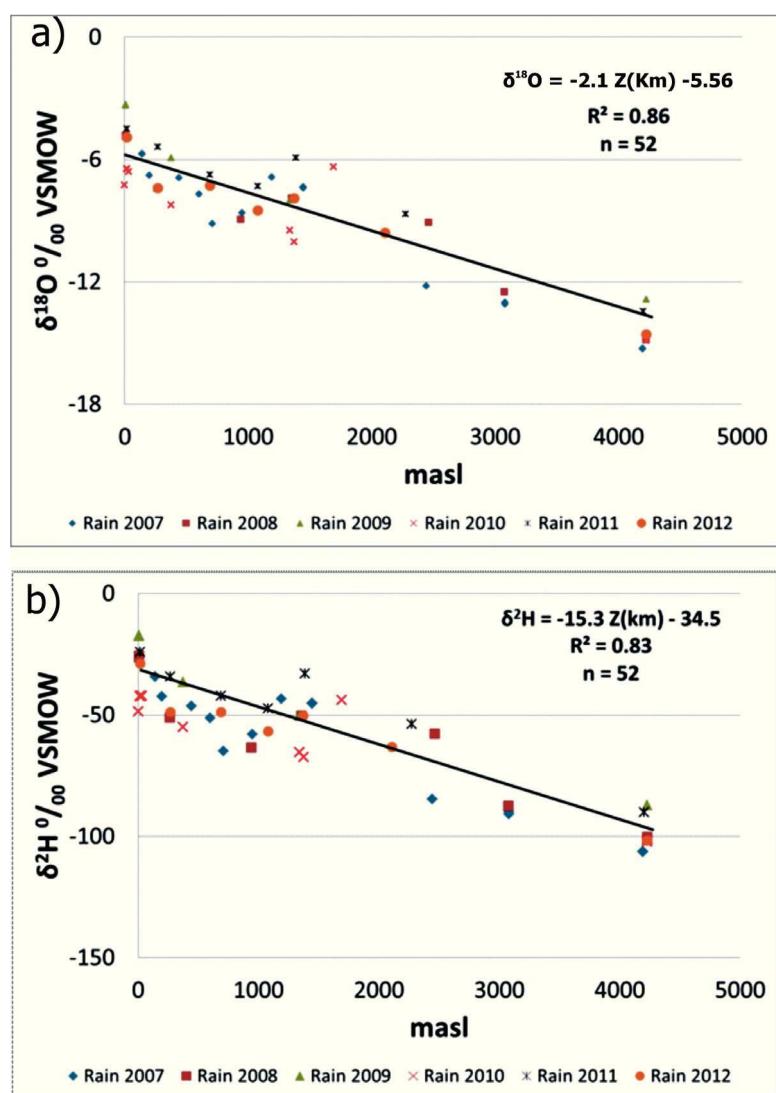 a)
0
-6
-12
-18
δ¹⁸O ⁰/₀₀ VSMOW
δ¹⁸O = -2.1 Z(Km) -5.56
R² = 0.86
n = 52
0 1000 2000 3000 4000 5000
masl
Rain 2007 Rain 2008 Rain 2009 Rain 2010 Rain 2011 Rain 2012
b)
0
-50
-100
-150
δ²H ⁰/₀₀ VSMOW
δ²H = -15.3 Z(km) - 34.5
R² = 0.83
n = 52
0 1000 2000 3000 4000 5000
masl
Rain 2007 Rain 2008 Rain 2009 Rain 2010 Rain 2011 Rain 2012